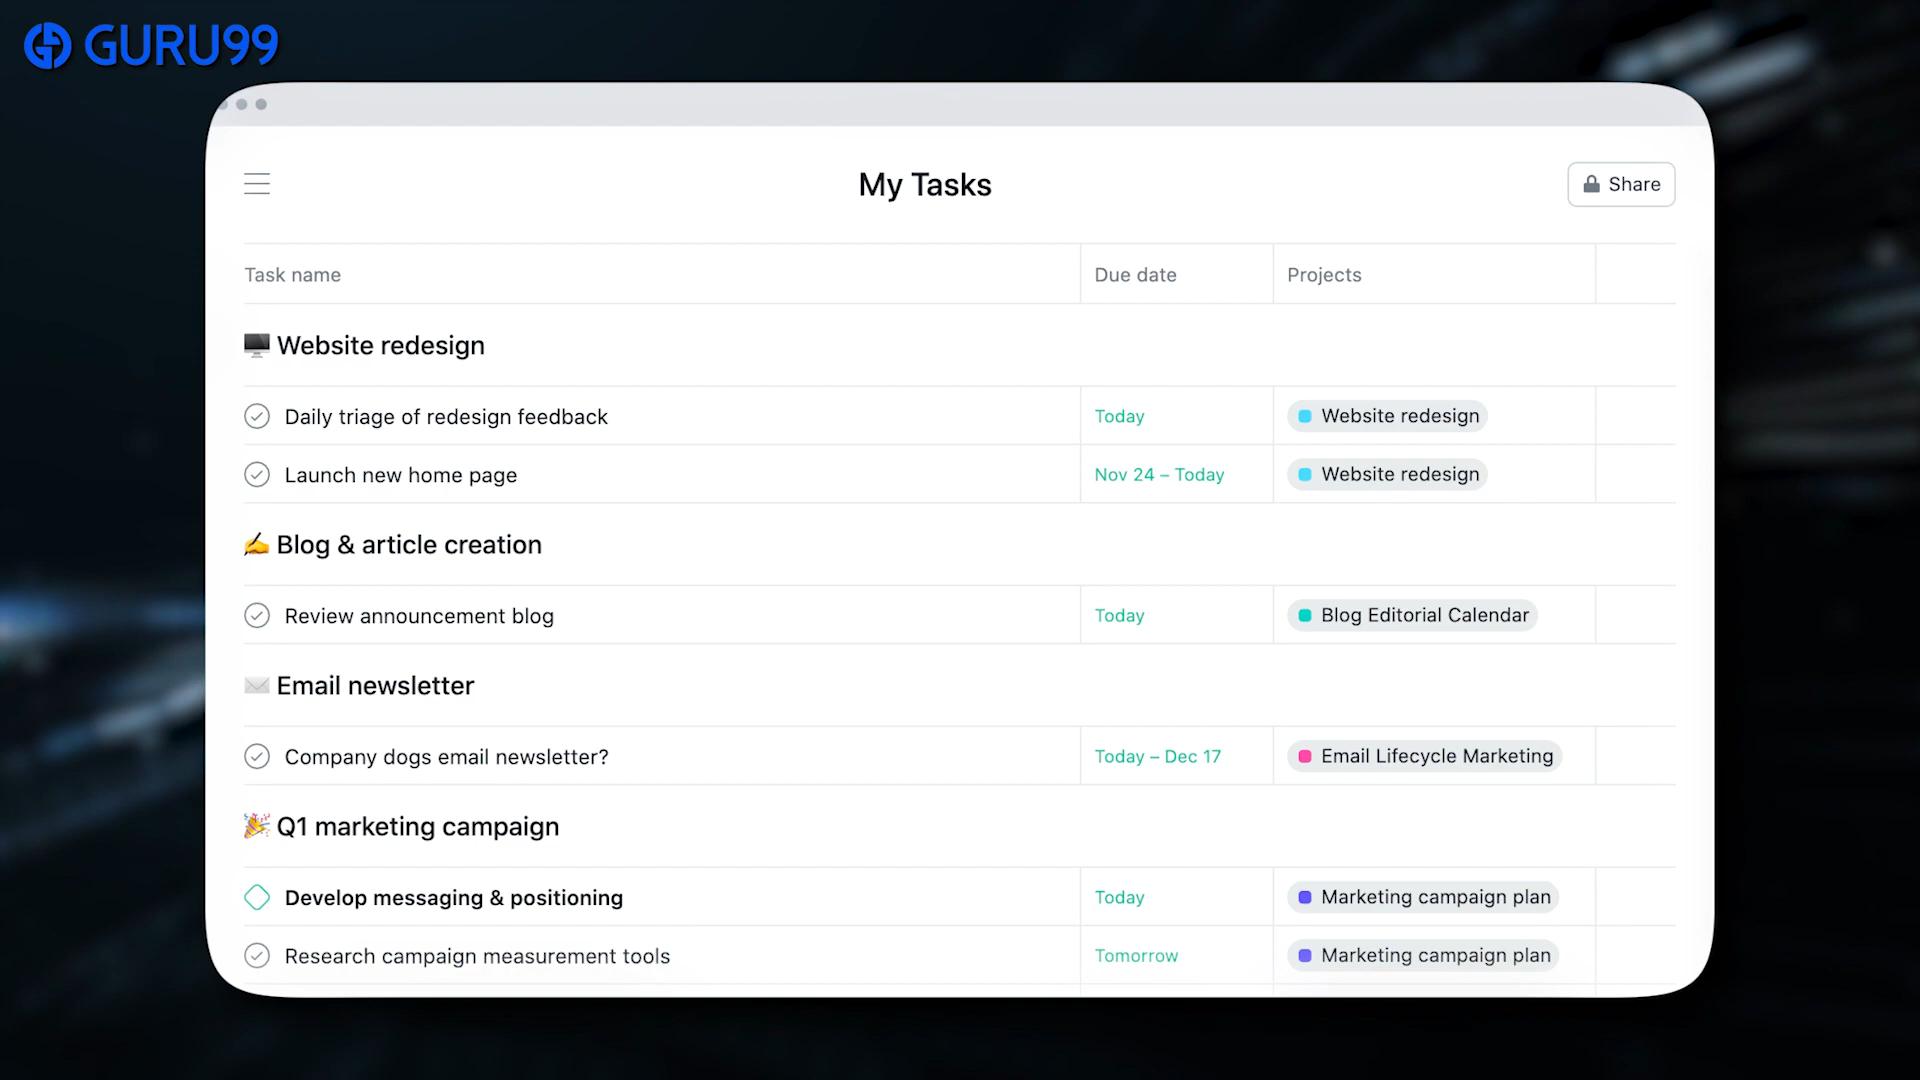 GURU99
My Tasks
Share
Task name
Due date
Projects
Website redesign
Daily triage of redesign feedback
Today
Website redesign
Launch new home page
Nov 24 – Today
Website redesign
Blog & article creation
Review announcement blog
Today
Blog Editorial Calendar
Email newsletter
Company dogs email newsletter?
Today – Dec 17
Email Lifecycle Marketing
Q1 marketing campaign
Develop messaging & positioning
Today
Marketing campaign plan
Research campaign measurement tools
Tomorrow
Marketing campaign plan